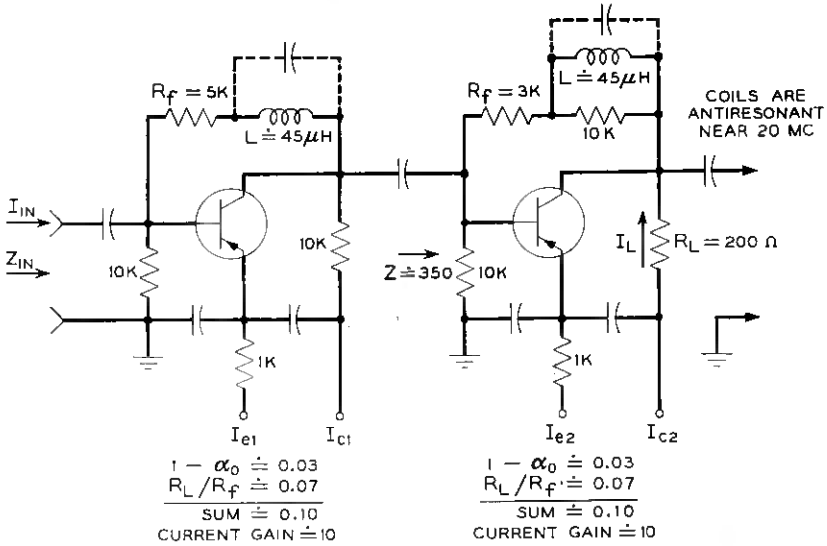 R_f = 5K
L ≐ 45μH
R_f = 3K
L ≐ 45μH
10K
COILS ARE
ANTIRESONANT
NEAR 20 MC
I_IN
Z_IN
10K
10K
Z ≐ 350
10K
I_L
R_L = 200 Ω
1K
1K
I_e1
I_c1
I_e2
I_c2
1 - α_0 ≐ 0.03
R_L/R_f ≐ 0.07
SUM ≐ 0.10
CURRENT GAIN ≐ 10
1 - α_0 ≐ 0.03
R_L/R_f ≐ 0.07
SUM ≐ 0.10
CURRENT GAIN ≐ 10